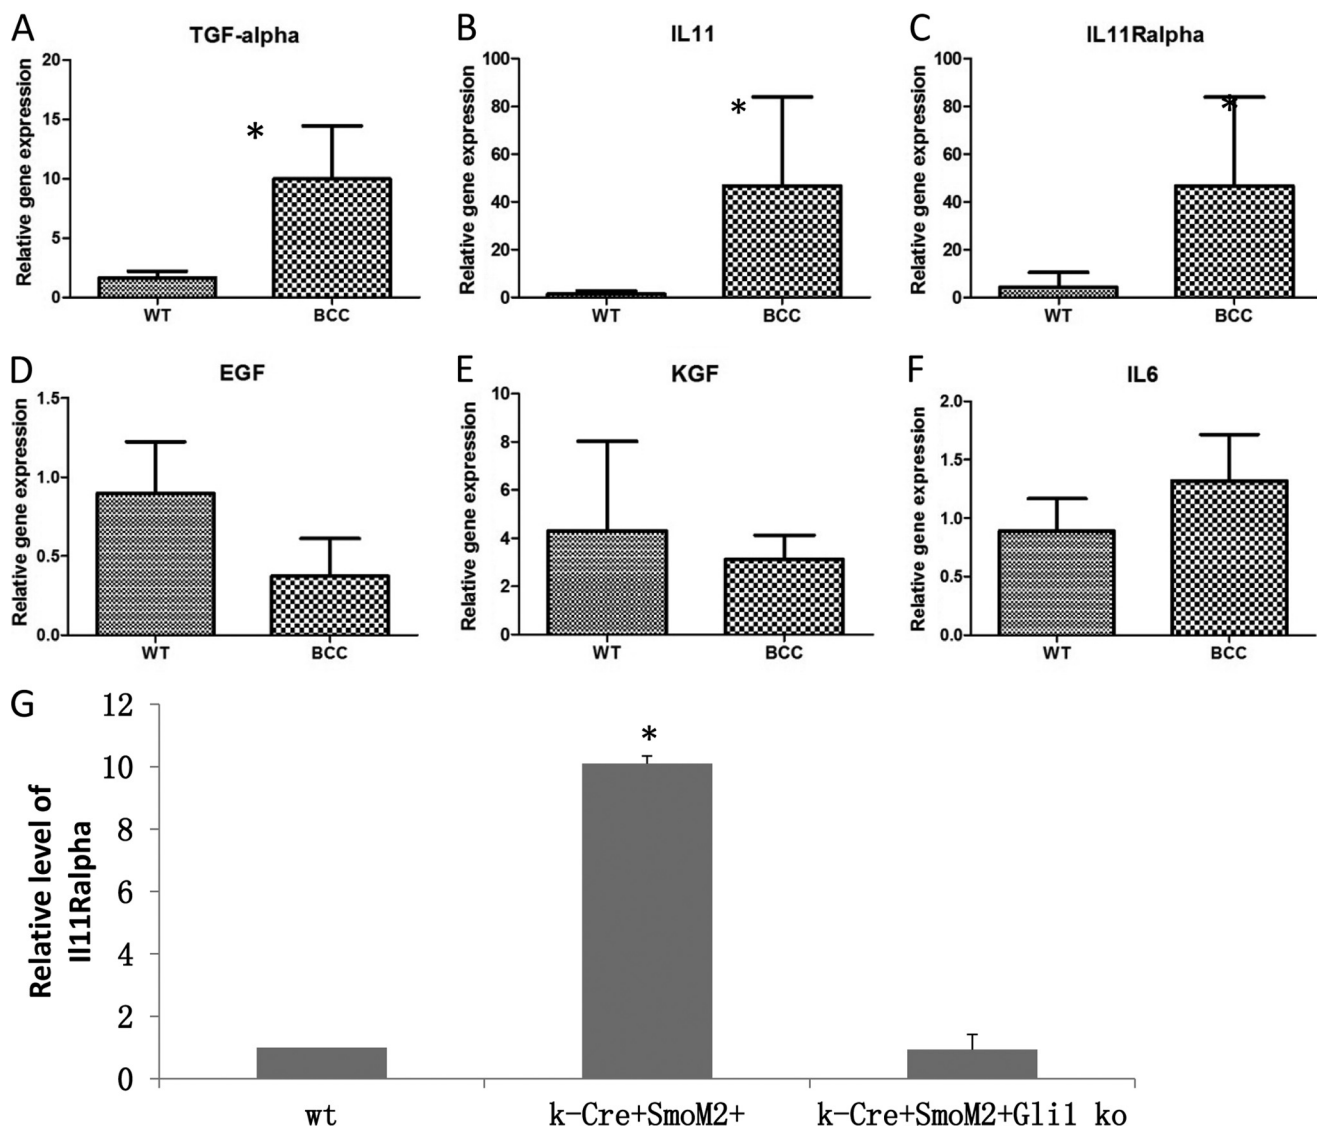 A
TGF-alpha
Relative gene expression
20
15
10
5
0
*
WT
BCC
B
IL11
Relative gene expression
100
80
60
40
20
0
*
WT
BCC
C
IL11Ralpha
Relative gene expression
100
80
60
40
20
0
*
WT
BCC
D
EGF
Relative gene expression
1.5
1.0
0.5
0.0
WT
BCC
E
KGF
Relative gene expression
10
8
6
4
2
0
WT
BCC
F
IL6
Relative gene expression
2.0
1.5
1.0
0.5
0.0
WT
BCC
G
Relative level of
Il11Ralpha
12
10
8
6
4
2
0
*
wt
k-Cre+SmoM2+
k-Cre+SmoM2+Gli1 ko